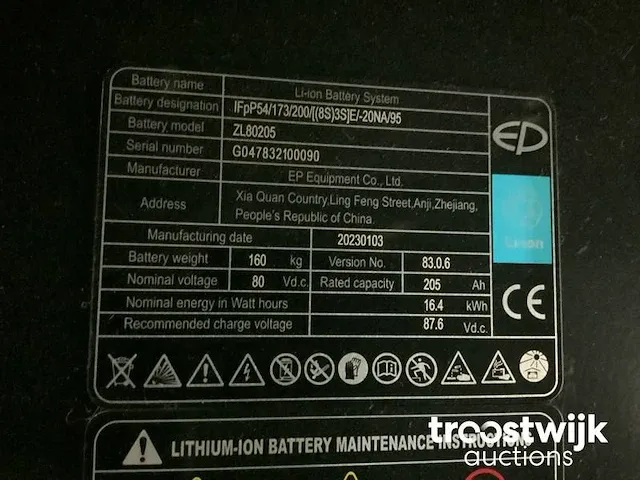 Battery name Li-ion Battery System
Battery designation IFpP54/173/200/[(8S)3S]E/-20NA/95
Battery model ZL80205
Serial number G047832100090
Manufacturer EP Equipment Co., Ltd.
Address Xia Quan Country,Ling Feng Street,Anji,Zhejiang,
People's Republic of China.
Manufacturing date 20230103
Battery weight 160 kg Version No. 83.0.6
Nominal voltage 80 Vd.c. Rated capacity 205 Ah
Nominal energy in Watt hours 16.4 kWh
Recommended charge voltage 87.6 Vd.c.
EP
Li-ion
CE
LITHIUM-ION BATTERY MAINTENANCE INSTRUCTIONS
troostwijk
auctions